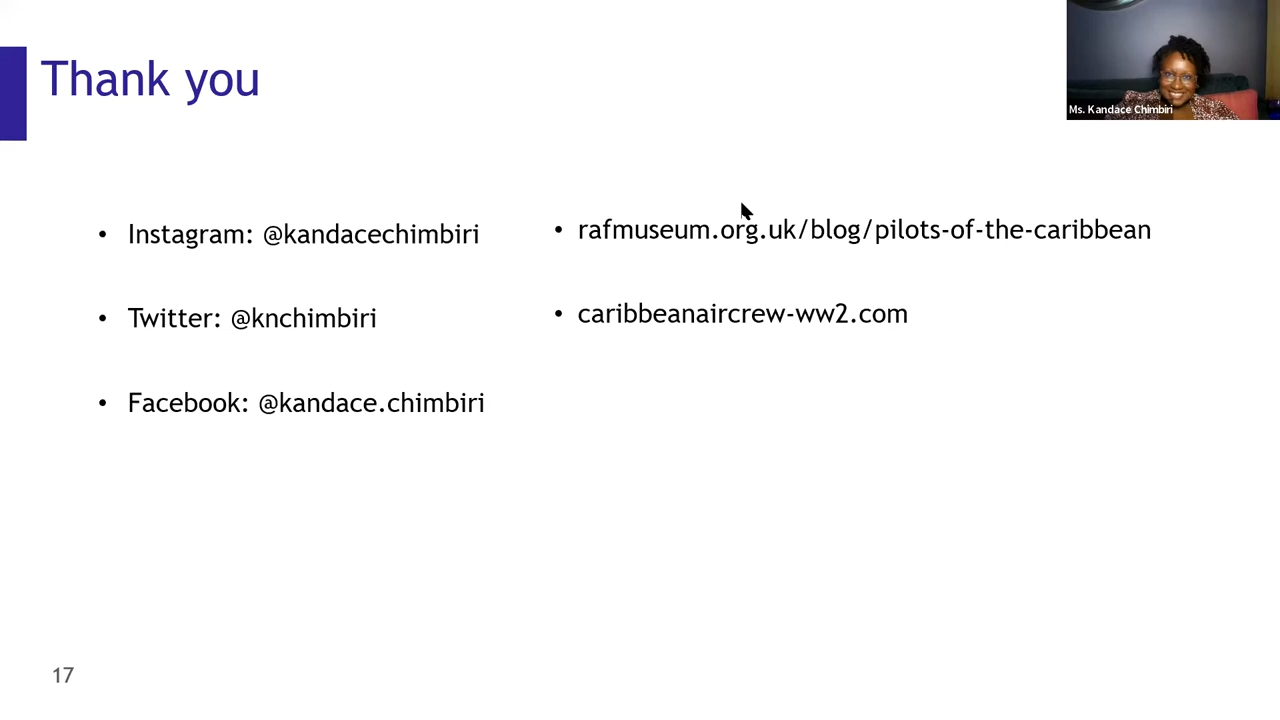 Thank you
Ms. Kandace Chimbiri
• Instagram: @kandacechimbiri
• Twitter: @knchimbiri
• Facebook: @kandace.chimbiri
• rafmuseum.org.uk/blog/pilots-of-the-caribbean
• caribbeanaircrew-ww2.com
17